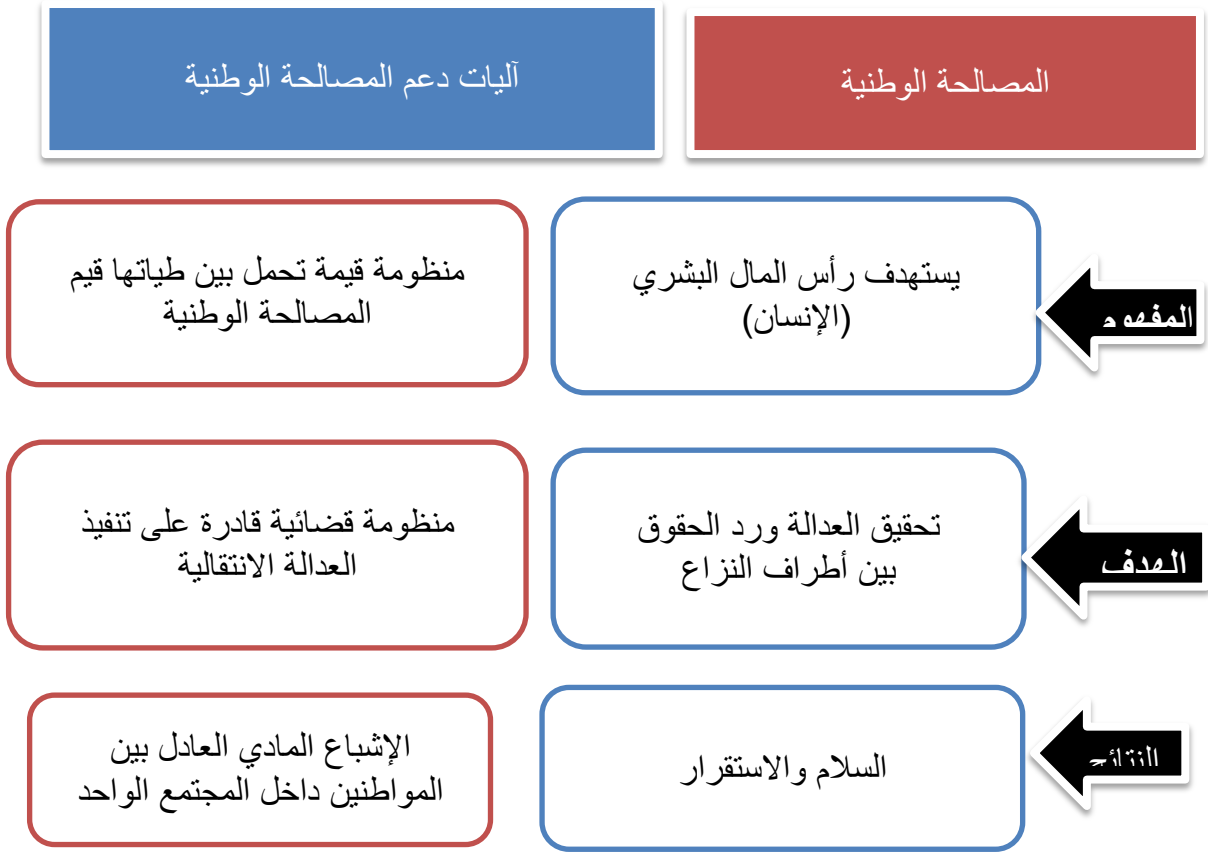 المصالحة الوطنية
آليات دعم المصالحة الوطنية
المفهوم
يستهدف رأس المال البشري
(الإنسان)
منظومة قيمة تحمل بين طياتها قيم
المصالحة الوطنية
الهدف
تحقيق العدالة ورد الحقوق
بين أطراف النزاع
منظومة قضائية قادرة على تنفيذ
العدالة الانتقالية
النتائج
السلام والاستقرار
الإشباع المادي العادل بين
المواطنين داخل المجتمع الواحد